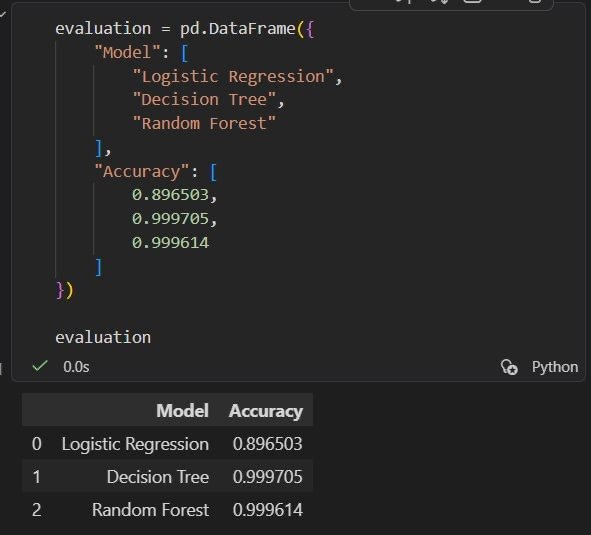 evaluation = pd.DataFrame({
    "Model": [
        "Logistic Regression",
        "Decision Tree",
        "Random Forest"
    ],
    "Accuracy": [
        0.896503,
        0.999705,
        0.999614
    ]
})
evaluation
0.0s Python
Model Accuracy
0 Logistic Regression 0.896503
1 Decision Tree 0.999705
2 Random Forest 0.999614